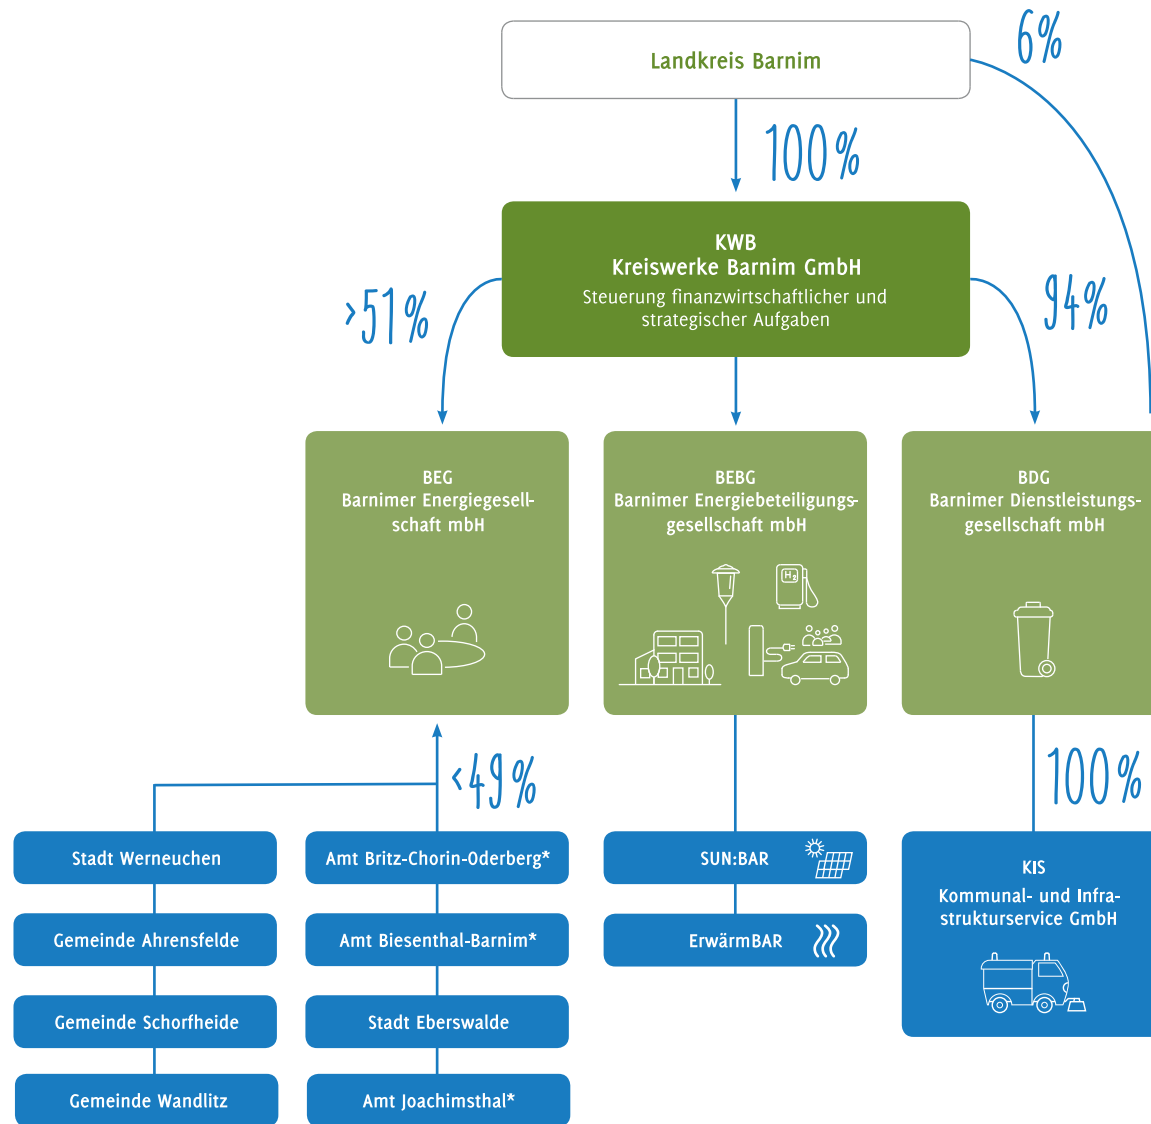 6%
Landkreis Barnim
100%
KWB
Kreiswerke Barnim GmbH
Steuerung finanzwirtschaftlicher und
strategischer Aufgaben
>51%
94%
BEG
Barnimer Energiegesell-
schaft mbH
BEBG
Barnimer Energiebeteiligungs-
gesellschaft mbH
H2
BDG
Barnimer Dienstleistungs-
gesellschaft mbH
<49%
100%
Stadt Werneuchen
Amt Britz-Chorin-Oderberg*
SUN:BAR
KIS
Kommunal- und Infra-
strukturservice GmbH
Gemeinde Ahrensfelde
Amt Biesenthal-Barnim*
ErwärmBAR
Gemeinde Schorfheide
Stadt Eberswalde
Gemeinde Wandlitz
Amt Joachimsthal*